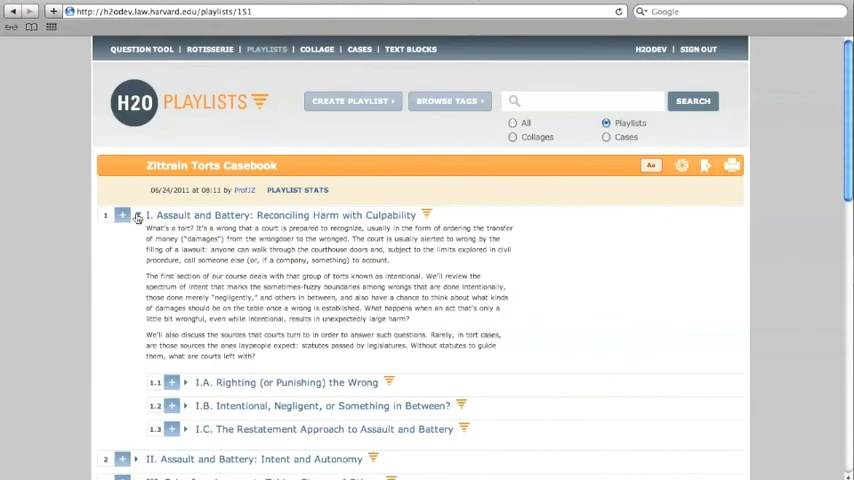 http://h2odev.law.harvard.edu/playlists/151
Google
QUESTION TOOL | ROTISSERIE | PLAYLISTS | COLLAGE | CASES | TEXT BLOCKS
H2ODEV | SIGN OUT
H2O PLAYLISTS
CREATE PLAYLIST
BROWSE TAGS
SEARCH
All
Playlists
Collages
Cases
Zittrain Torts Casebook
Aa
06/24/2011 at 08:11 by ProfJZ PLAYLIST STATS
1 + I. Assault and Battery: Reconciling Harm with Culpability
What's a tort? It's a wrong that a court is prepared to recognize, usually in the form of ordering the transfer
of money ("damages") from the wrongdoer to the wronged. The court is usually alerted to wrong by the
filing of a lawsuit: anyone can walk through the courthouse doors and, subject to the limits explored in civil
procedure, call someone else (or, if a company, something) to account.
The first section of our course deals with that group of torts known as intentional. We'll review the
spectrum of intent that marks the sometimes-fuzzy boundaries among wrongs that are done intentionally,
those done merely "negligently," and others in between, and also have a chance to think about what kinds
of damages should be on the table once a wrong is established. What happens when an act that's only a
little bit wrongful, even while intentional, results in unexpectedly large harm?
We'll also discuss the sources that courts turn to in order to answer such questions. Rarely, in tort cases,
are those sources the ones laypeople expect: statutes passed by legislatures. Without statutes to guide
them, what are courts left with?
1.1 + I.A. Righting (or Punishing) the Wrong
1.2 + I.B. Intentional, Negligent, or Something in Between?
1.3 + I.C. The Restatement Approach to Assault and Battery
2 + II. Assault and Battery: Intent and Autonomy